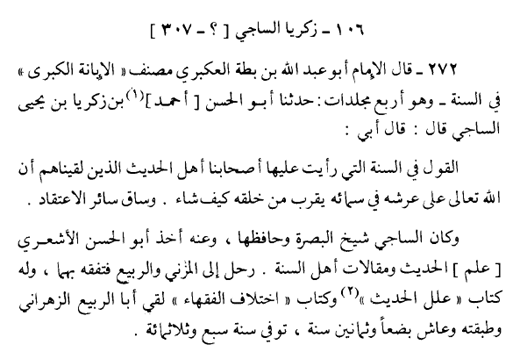 ١٠٦ ـ زكريا الساجي [ ؟ ـ ٣٠٧ ]
٢٧٢ ـ قال الإمام أبو عبد الله بن بطة العكبري مصنف « الإبانة الكبرى »
في السنة ـ وهو أربع مجلدات : حدثنا أبو الحسن [ أحمد ](١) بن زكريا بن يحيى
الساجي قال : قال أبي :
القول في السنة التي رأيت عليها أصحابنا أهل الحديث الذين لقيناهم أن
الله تعالى على عرشه في سمائه يقرب من خلقه كيف شاء . وساق سائر الاعتقاد .
وكان الساجي شيخ البصرة وحافظها ، وعنه أخذ أبو الحسن الأشعري
[ علم ] الحديث ومقالات أهل السنة . رحل إلى المزني والربيع فتفقه بهما ، وله
كتاب « علل الحديث »(٢) وكتاب « اختلاف الفقهاء » لقي أبا الربيع الزهراني
وطبقته وعاش بضعاً وثمانين سنة ، توفي سنة سبع وثلاثمائة .